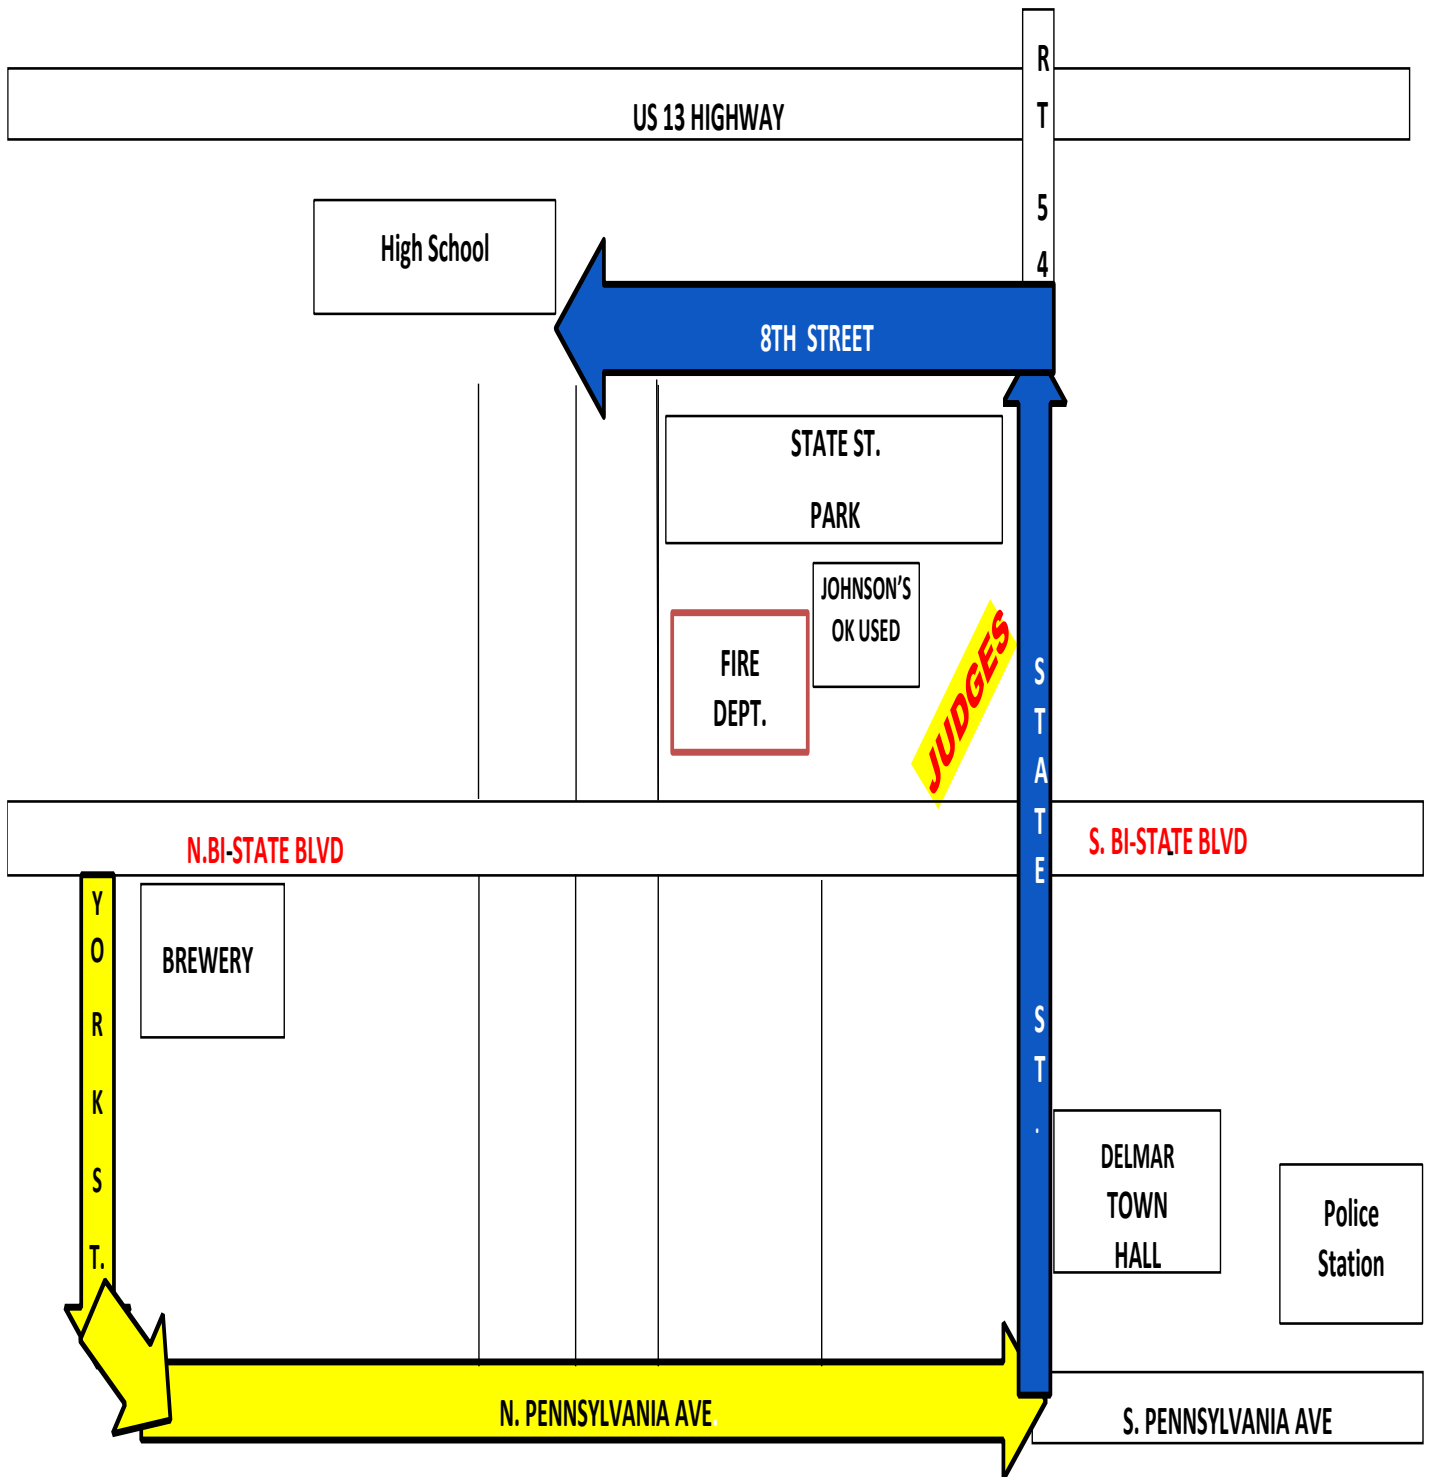 RT 54
US 13 HIGHWAY
High School
8TH STREET
STATE ST.
PARK
JOHNSON'S
OK USED
FIRE
DEPT.
JUDGES
STATE ST.
N.BI-STATE BLVD
S. BI-STATE BLVD
YORK ST.
BREWERY
DELMAR
TOWN
HALL
Police
Station
N. PENNSYLVANIA AVE.
S. PENNSYLVANIA AVE